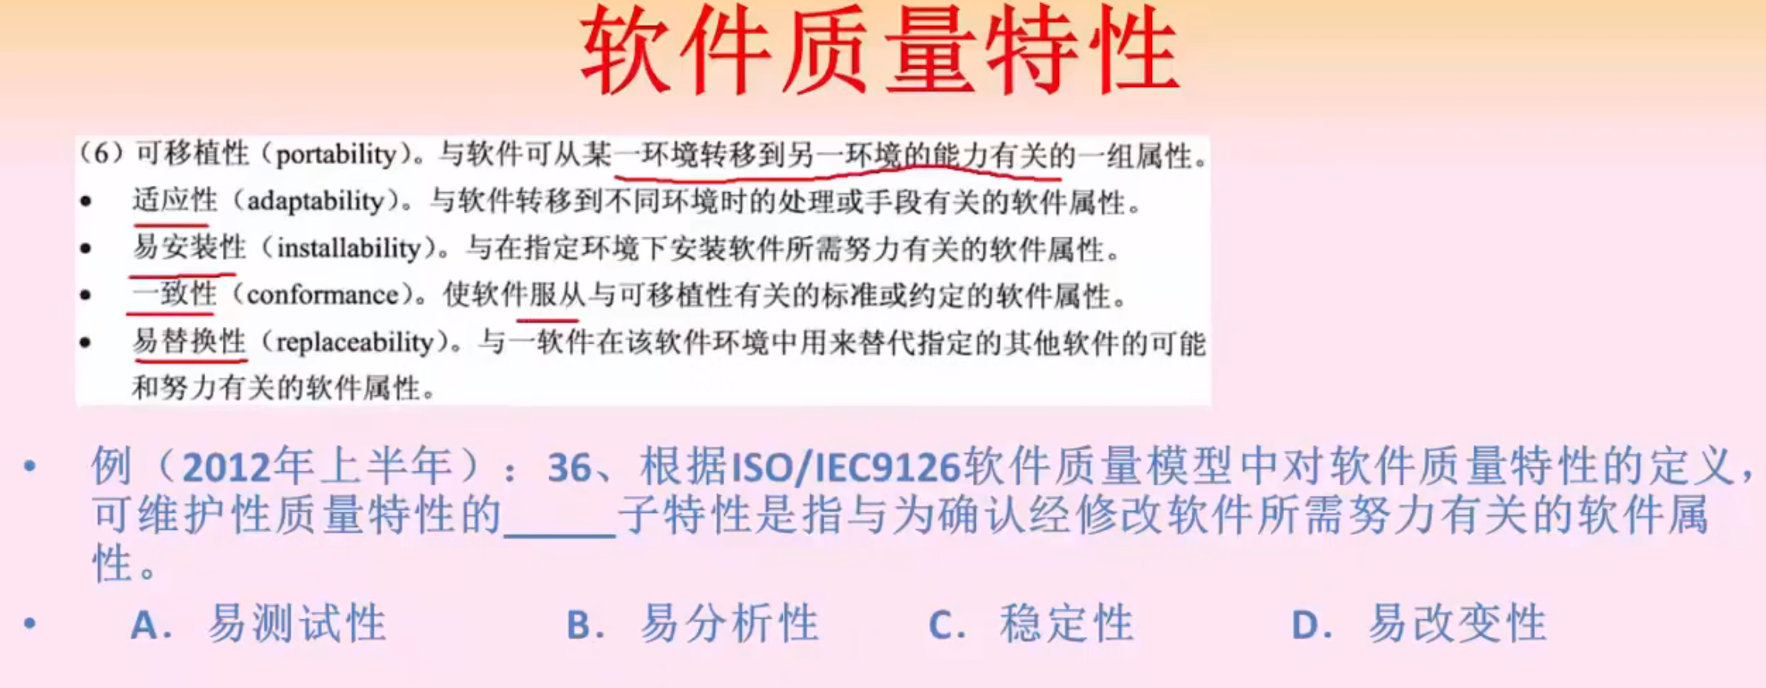 软件质量特性
（6）可移植性（portability）。与软件可从某一环境转移到另一环境的能力有关的一组属性。
• 适应性（adaptability）。与软件转移到不同环境时的处理或手段有关的软件属性。
• 易安装性（installability）。与在指定环境下安装软件所需努力有关的软件属性。
• 一致性（conformance）。使软件服从与可移植性有关的标准或约定的软件属性。
• 易替换性（replaceability）。与一软件在该软件环境中用来替代指定的其他软件的可能
和努力有关的软件属性。
• 例（2012年上半年）：36、根据ISO/IEC9126软件质量模型中对软件质量特性的定义，
可维护性质量特性的_____子特性是指与为确认经修改软件所需努力有关的软件属
性。
• A. 易测试性 B. 易分析性 C. 稳定性 D. 易改变性